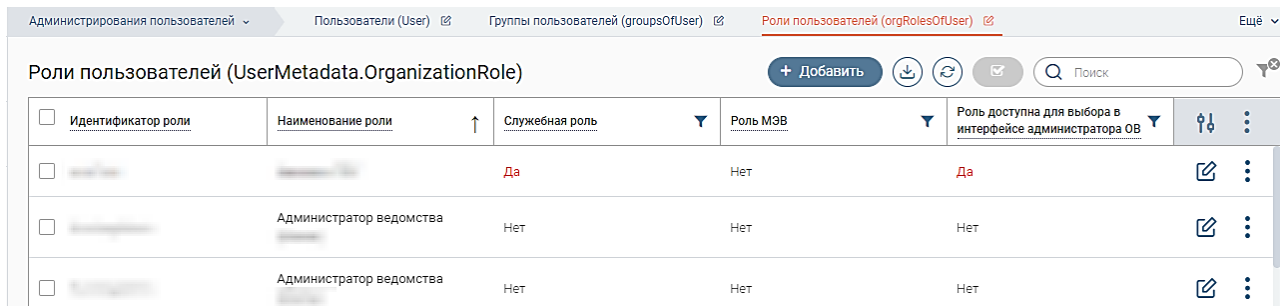 Администрирования пользователей
Пользователи (User)
Группы пользователей (groupsOfUser)
Роли пользователей (orgRolesOfUser)
Ещё
Роли пользователей (UserMetadata.OrganizationRole)
+ Добавить
Поиск
Идентификатор роли
Наименование роли
Служебная роль
Роль МЭВ
Роль доступна для выбора в
интерфейсе администратора ОВ
Да
Нет
Да
Администратор ведомства
Нет
Нет
Нет
Администратор ведомства
Нет
Нет
Нет